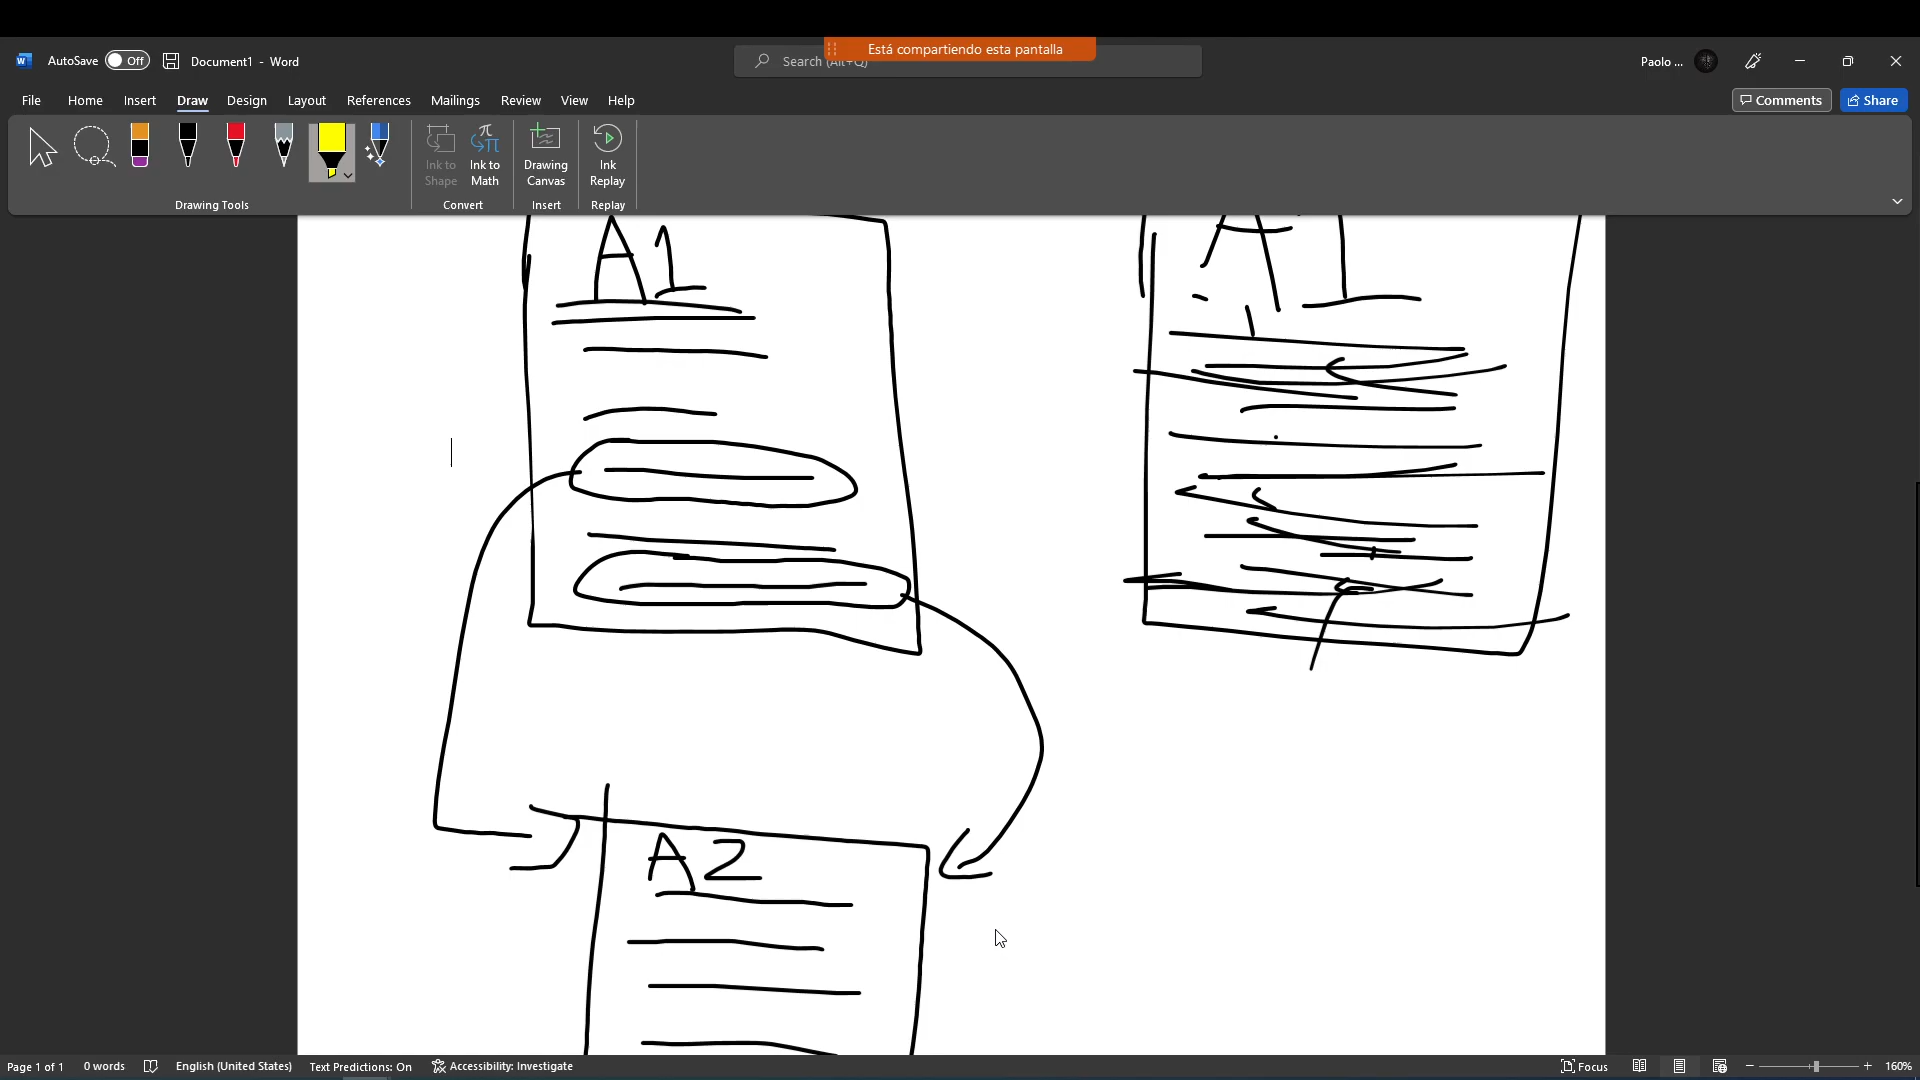 Está compartiendo esta pantalla
AutoSave Off Document1 - Word
Search (Alt+Q)
Paolo ...
File Home Insert Draw Design Layout References Mailings Review View Help
Comments Share
Ink to Shape
Ink to Math
Drawing Canvas
Ink Replay
Drawing Tools Convert Insert Replay
A1
A1
A2
Page 1 of 1 0 words English (United States) Text Predictions: On Accessibility: Investigate Focus 160%